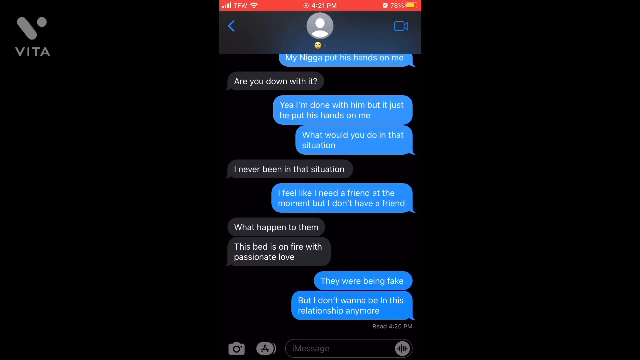 TFW
4:21 PM
78%
VITA
My Nigga put his hands on me
Are you down with it?
Yea I'm done with him but it just
he put his hands on me
What would you do in that
situation
I never been in that situation
I feel like I need a friend at the
moment but I don't have a friend
What happen to them
This bed is on fire with
passionate love
They were being fake
But I don't wanna be In this
relationship anymore
Read 4:20 PM
iMessage